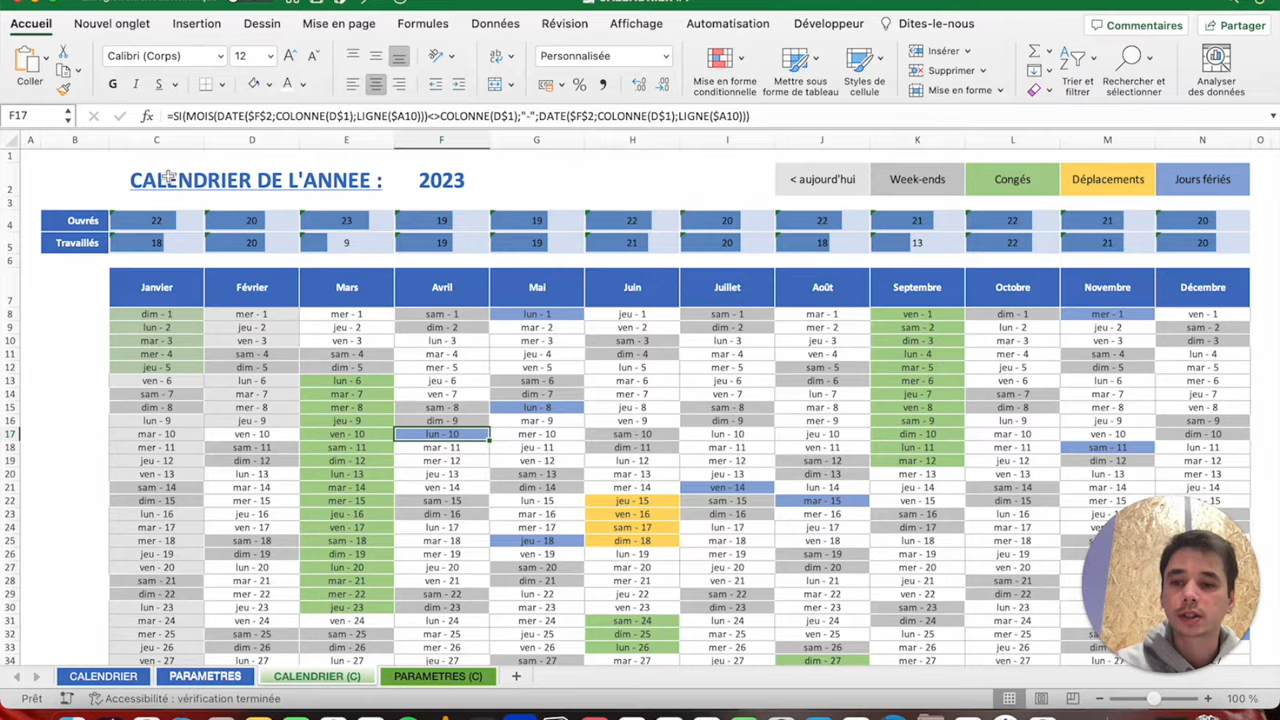 Accueil Nouvel onglet Insertion Dessin Mise en page Formules Données Révision Affichage Automatisation Développeur Dites-le-nous Commentaires Partager
Coller Calibri (Corps) 12 Personnalisée Mise en forme conditionnelle Mettre sous forme de tableau Styles de cellule Insérer Supprimer Mise en forme Trier et filtrer Rechercher et sélectionner Analyser des données
F17 fx =SI(MOIS(DATE($F$2;COLONNE(D$1);LIGNE($A10)))<>COLONNE(D$1);"-";DATE($F$2;COLONNE(D$1);LIGNE($A10)))
A B C D E F G H I J K L M N O
1
2 CALENDRIER DE L'ANNEE : 2023 < aujourd'hui Week-ends Congés Déplacements Jours fériés
3
4 Ouvrés 22 20 23 19 19 22 20 22 21 22 21 20
5 Travaillés 18 20 9 19 19 21 20 18 13 22 21 20
6
7 Janvier Février Mars Avril Mai Juin Juillet Août Septembre Octobre Novembre Décembre
8 dim - 1 mer - 1 mer - 1 sam - 1 lun - 1 jeu - 1 sam - 1 mar - 1 ven - 1 dim - 1 mer - 1 ven - 1
9 lun - 2 jeu - 2 jeu - 2 dim - 2 mar - 2 ven - 2 dim - 2 mer - 2 sam - 2 lun - 2 jeu - 2 sam - 2
10 mar - 3 ven - 3 ven - 3 lun - 3 mer - 3 sam - 3 lun - 3 jeu - 3 dim - 3 mar - 3 ven - 3 dim - 3
11 mer - 4 sam - 4 sam - 4 mar - 4 jeu - 4 dim - 4 mar - 4 ven - 4 lun - 4 mer - 4 sam - 4 lun - 4
12 jeu - 5 dim - 5 dim - 5 mer - 5 ven - 5 lun - 5 mer - 5 sam - 5 mar - 5 jeu - 5 dim - 5 mar - 5
13 ven - 6 lun - 6 lun - 6 jeu - 6 sam - 6 mar - 6 jeu - 6 dim - 6 mer - 6 ven - 6 lun - 6 mer - 6
14 sam - 7 mar - 7 mar - 7 ven - 7 dim - 7 mer - 7 ven - 7 lun - 7 jeu - 7 sam - 7 mar - 7 jeu - 7
15 dim - 8 mer - 8 mer - 8 sam - 8 lun - 8 jeu - 8 sam - 8 mar - 8 ven - 8 dim - 8 mer - 8 ven - 8
16 lun - 9 jeu - 9 jeu - 9 dim - 9 mar - 9 ven - 9 dim - 9 mer - 9 sam - 9 lun - 9 jeu - 9 sam - 9
17 mar - 10 ven - 10 ven - 10 lun - 10 mer - 10 sam - 10 lun - 10 jeu - 10 dim - 10 mar - 10 ven - 10 dim - 10
18 mer - 11 sam - 11 sam - 11 mar - 11 jeu - 11 dim - 11 mar - 11 ven - 11 lun - 11 mer - 11 sam - 11 lun - 11
19 jeu - 12 dim - 12 dim - 12 mer - 12 ven - 12 lun - 12 mer - 12 sam - 12 mar - 12 jeu - 12 dim - 12 mar - 12
20 ven - 13 lun - 13 lun - 13 jeu - 13 sam - 13 mar - 13 jeu - 13 dim - 13 mer - 13 ven - 13 lun - 13 mer - 13
21 sam - 14 mar - 14 mar - 14 ven - 14 dim - 14 mer - 14 ven - 14 lun - 14 jeu - 14 sam - 14 mar - 14 jeu - 14
22 dim - 15 mer - 15 mer - 15 sam - 15 lun - 15 jeu - 15 sam - 15 mar - 15 ven - 15 dim - 15 mer - 15 - 15
23 lun - 16 jeu - 16 jeu - 16 dim - 16 mar - 16 ven - 16 dim - 16 mer - 16 sam - 16 lun - 16 jeu
24 mar - 17 ven - 17 ven - 17 lun - 17 mer - 17 sam - 17 lun - 17 jeu - 17 dim - 17 mar - 17 ven
25 mer - 18 sam - 18 sam - 18 mar - 18 jeu - 18 dim - 18 mar - 18 ven - 18 lun - 18 mer - 18
26 jeu - 19 dim - 19 dim - 19 mer - 19 ven - 19 lun - 19 mer - 19 sam - 19 mar - 19 jeu - 19
27 ven - 20 lun - 20 lun - 20 jeu - 20 sam - 20 mar - 20 jeu - 20 dim - 20 mer - 20 ven - 20
28 sam - 21 mar - 21 mar - 21 ven - 21 dim - 21 mer - 21 ven - 21 lun - 21 jeu - 21 sam - 21
29 dim - 22 mer - 22 mer - 22 sam - 22 lun - 22 jeu - 22 sam - 22 mar - 22 ven - 22 dim - 22
30 lun - 23 jeu - 23 jeu - 23 dim - 23 mar - 23 ven - 23 dim - 23 mer - 23 sam - 23 lun - 23
31 mar - 24 ven - 24 ven - 24 lun - 24 mer - 24 sam - 24 lun - 24 jeu - 24 dim - 24 mar - 24
32 mer - 25 sam - 25 sam - 25 mar - 25 jeu - 25 dim - 25 mar - 25 ven - 25 lun - 25 mer - 25
33 jeu - 26 dim - 26 dim - 26 mer - 26 ven - 26 lun - 26 mer - 26 sam - 26 mar - 26 jeu - 26
34 ven - 27 lun - 27 lun - 27 jeu - 27 sam - 27 mar - 27 jeu - 27 dim - 27 mer - 27 ven - 27
CALENDRIER PARAMETRES CALENDRIER (C) PARAMETRES (C) +
Prêt Accessibilité : vérification terminée 100 %